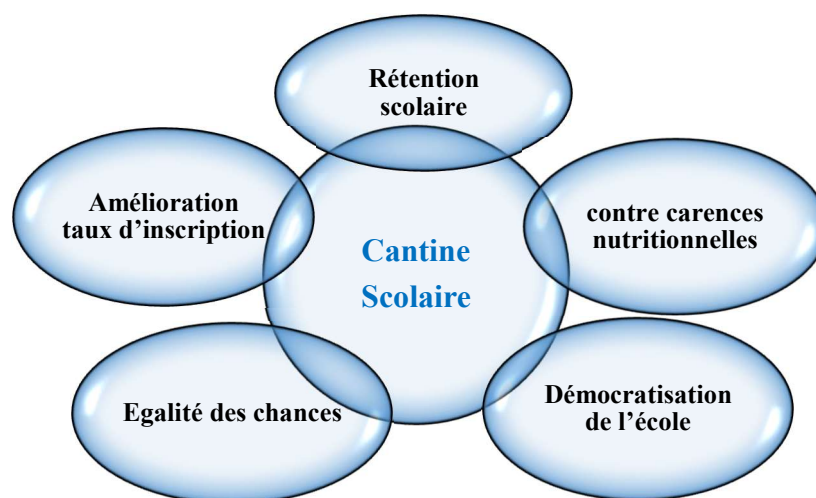 Rétention
scolaire
Amélioration
taux d’inscription
contre carences
nutritionnelles
Cantine
Scolaire
Egalité des chances
Démocratisation
de l’école